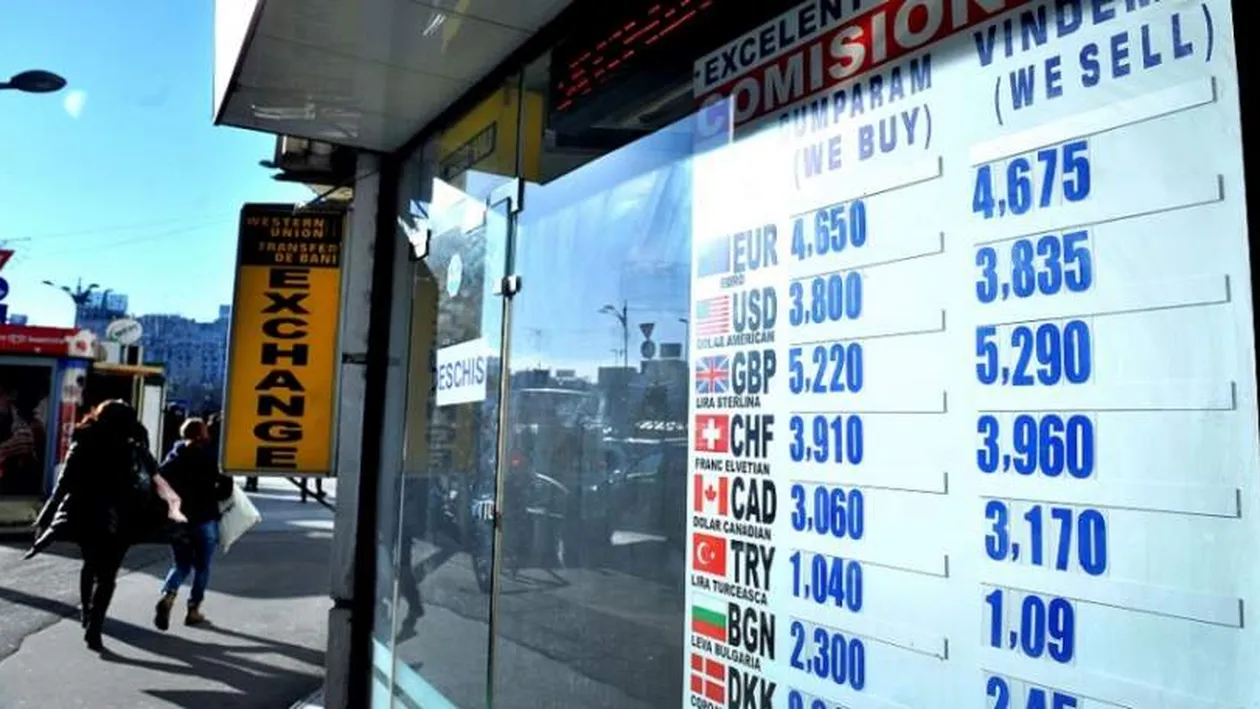 WESTERN
UNION
TRANSFER
DE BANI
EXCHANGE
DESCHIS
EXCELENT
COMISION
CUMPARAM
(WE BUY)
VINDEM
(WE SELL)
EUR 4,650 4,675
EURO
USD 3,800 3,835
DOLAR AMERICAN
GBP 5,220 5,290
LIRA STERLINA
CHF 3,910 3,960
FRANC ELVETIAN
CAD 3,060 3,170
DOLAR CANADIAN
TRY 1,040 1,09
LIRA TURCEASCA
BGN 2,300 2,45
LEVA BULGARIA
DKK